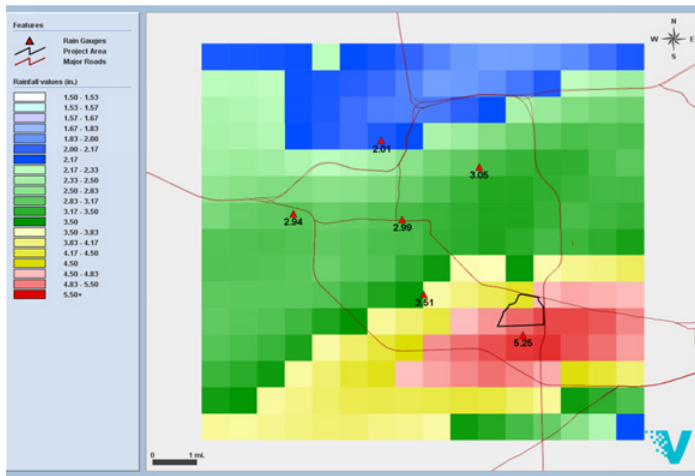 Features
Rain Gauges
Project Area
Major Roads
Rainfall values (in.)
1.50 - 1.53
1.53 - 1.57
1.57 - 1.67
1.67 - 1.83
1.83 - 2.00
2.00 - 2.17
2.17
2.17 - 2.33
2.33 - 2.50
2.50 - 2.83
2.83 - 3.17
3.17 - 3.50
3.50
3.50 - 3.83
3.83 - 4.17
4.17 - 4.50
4.50
4.50 - 4.83
4.83 - 5.50
5.50+
N
W E
S
2.01
3.05
2.94
2.99
3.51
5.25
0 1 mi.
V